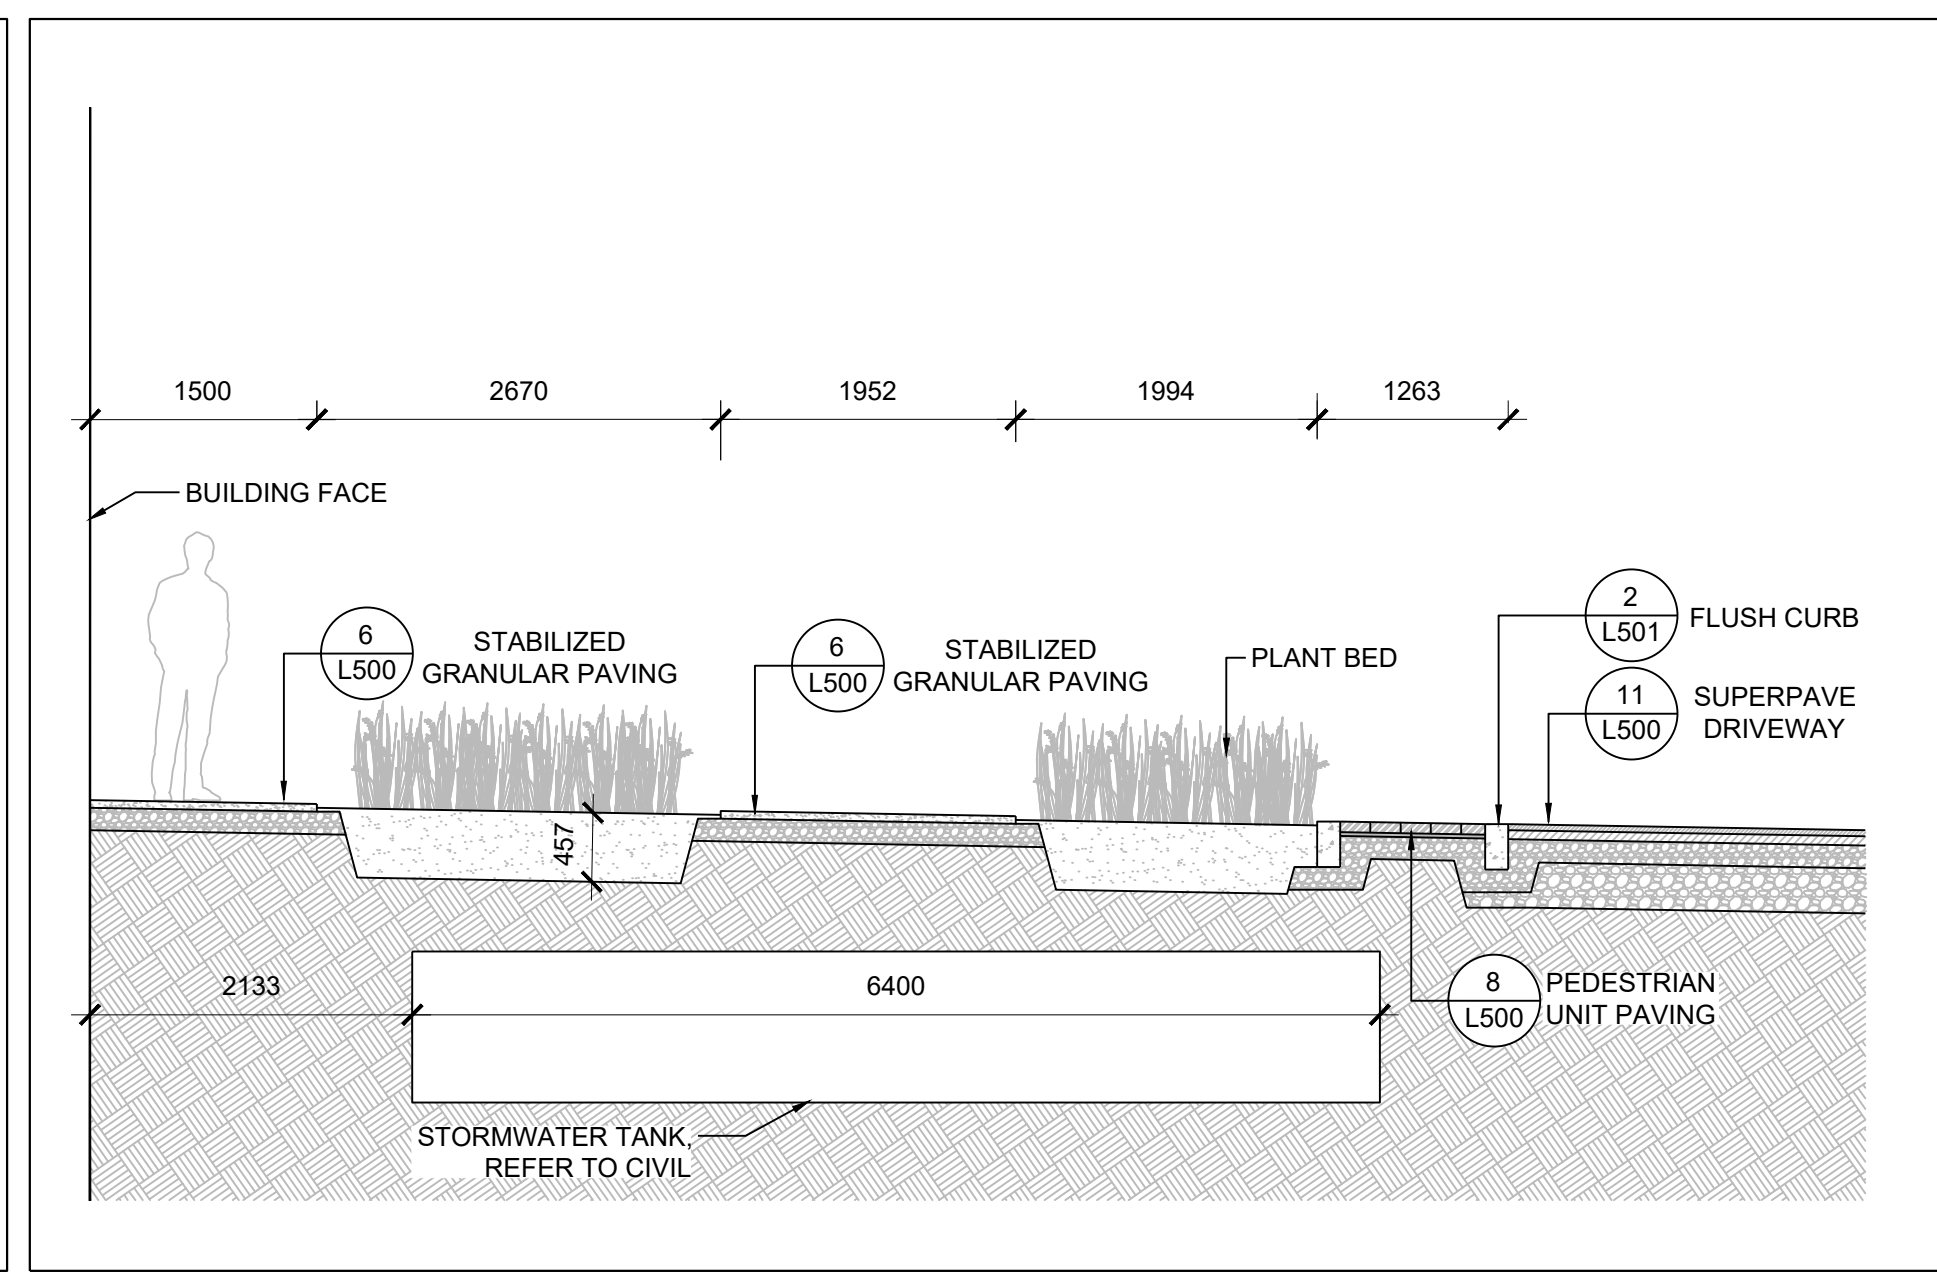 1500
2670
1952
1994
1263
BUILDING FACE
6
L500
STABILIZED
GRANULAR PAVING
6
L500
STABILIZED
GRANULAR PAVING
PLANT BED
2
L501
FLUSH CURB
11
L500
SUPERPAVE
DRIVEWAY
457
2133
6400
8
L500
PEDESTRIAN
UNIT PAVING
STORMWATER TANK,
REFER TO CIVIL